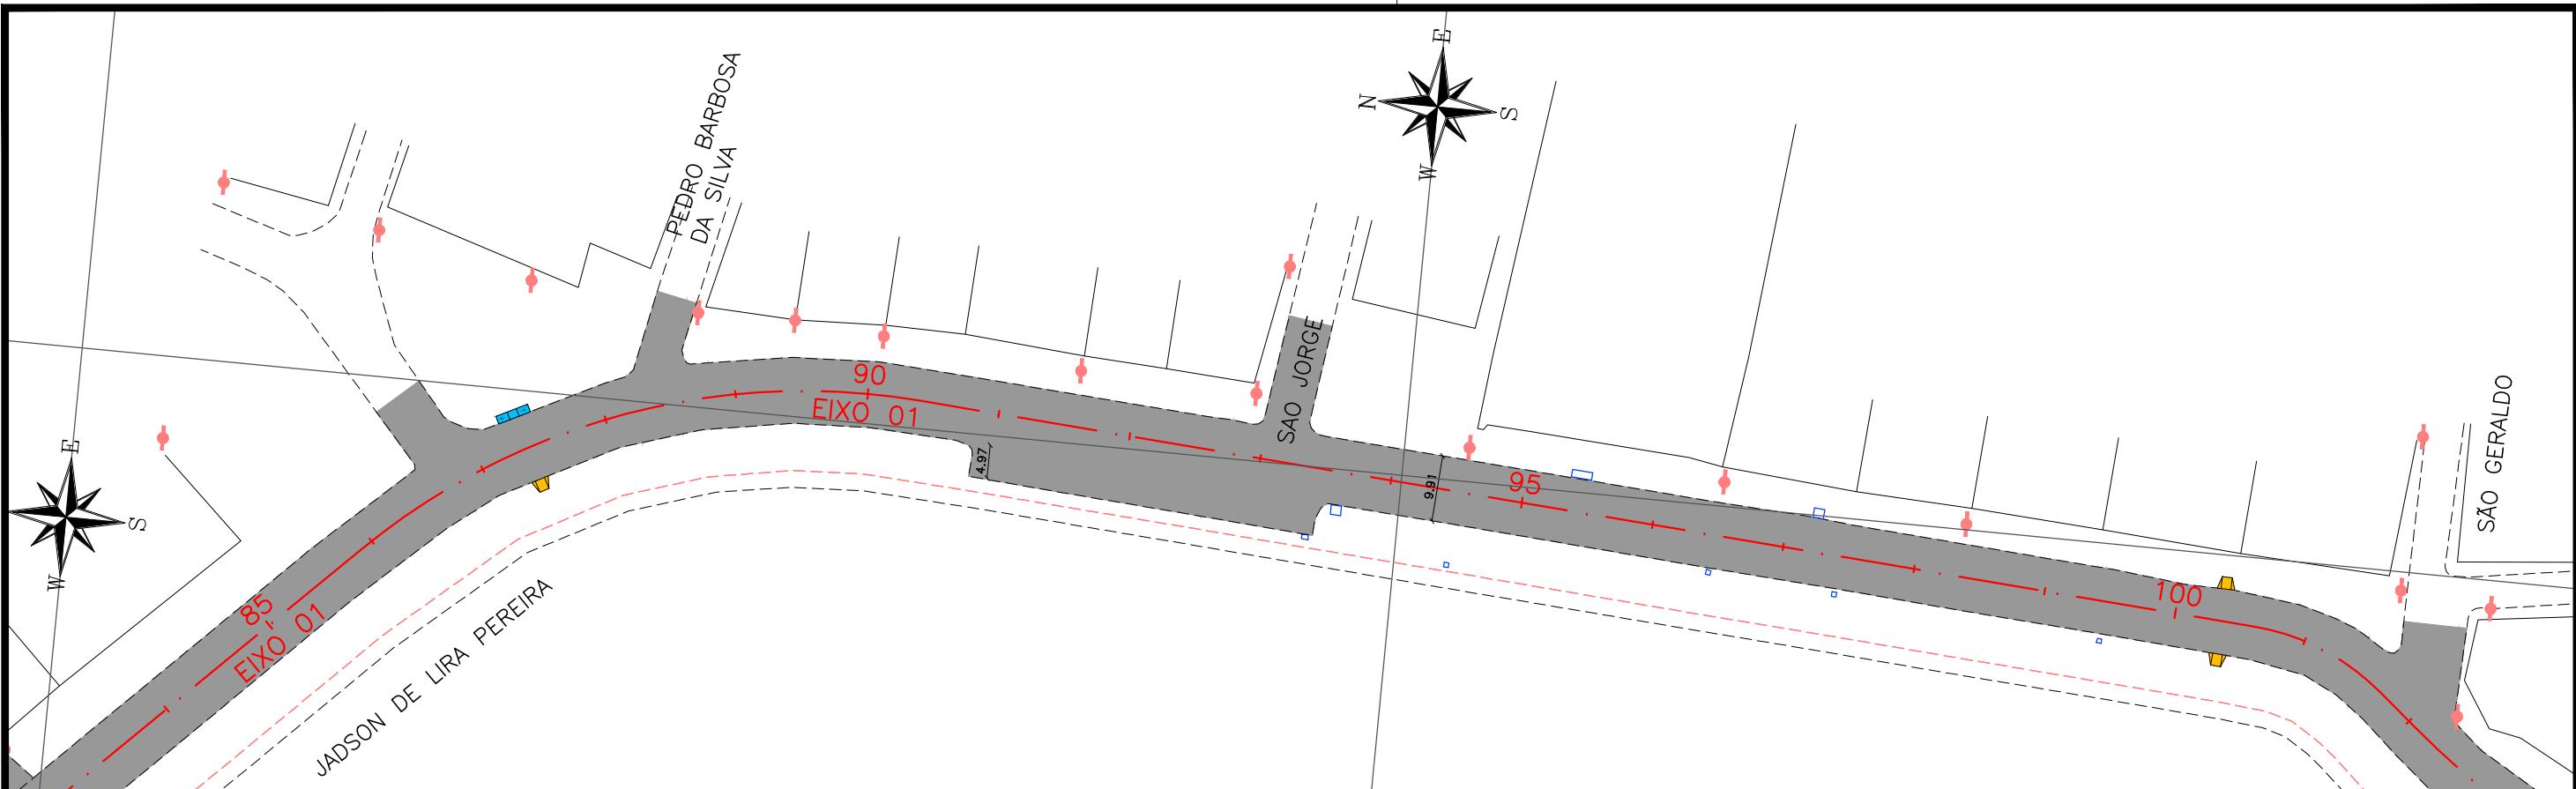 PEDRO BARBOSA
DA SILVA
E
N
S
W
90
EIXO 01
SAO JORGE
4.97
9.91
95
SÃO GERALDO
E
S
W
85
EIXO 01
JADSON DE LIRA PEREIRA
100